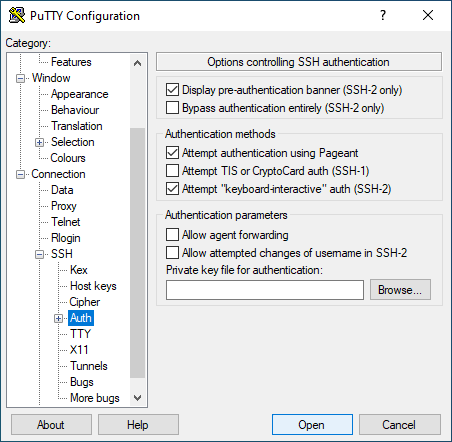 PuTTY Configuration
?
Category:
Features
Window
Appearance
Behaviour
Translation
Selection
Colours
Connection
Data
Proxy
Telnet
Rlogin
SSH
Kex
Host keys
Cipher
Auth
TTY
X11
Tunnels
Bugs
More bugs
Options controlling SSH authentication
Display pre-authentication banner (SSH-2 only)
Bypass authentication entirely (SSH-2 only)
Authentication methods
Attempt authentication using Pageant
Attempt TIS or CryptoCard auth (SSH-1)
Attempt "keyboard-interactive" auth (SSH-2)
Authentication parameters
Allow agent forwarding
Allow attempted changes of username in SSH-2
Private key file for authentication:
Browse...
About
Help
Open
Cancel